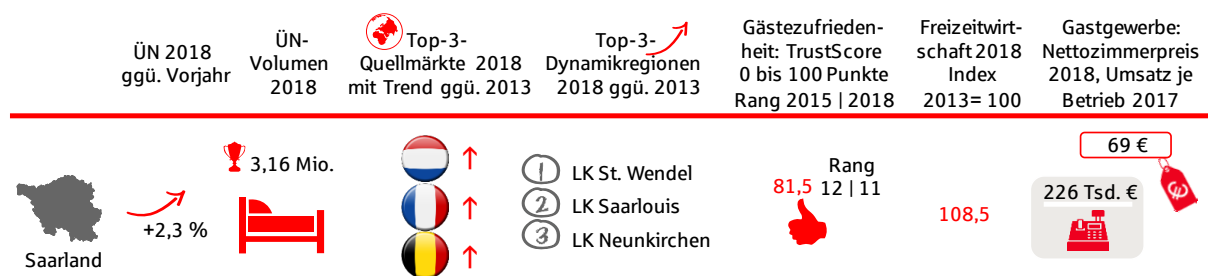 ÜN 2018
ggü. Vorjahr
ÜN-
Volumen
2018
Top-3-
Quellmärkte 2018
mit Trend ggü. 2013
Top-3-
Dynamikregionen
2018 ggü. 2013
Gästezufrieden-
heit: TrustScore
0 bis 100 Punkte
Rang 2015 | 2018
Freizeitwirt-
schaft 2018
Index
2013= 100
Gastgewerbe:
Nettozimmerpreis
2018, Umsatz je
Betrieb 2017
Saarland
+2,3 %
3,16 Mio.
1 LK St. Wendel
2 LK Saarlouis
3 LK Neunkirchen
81,5
Rang
12 | 11
108,5
69 €
€
226 Tsd. €